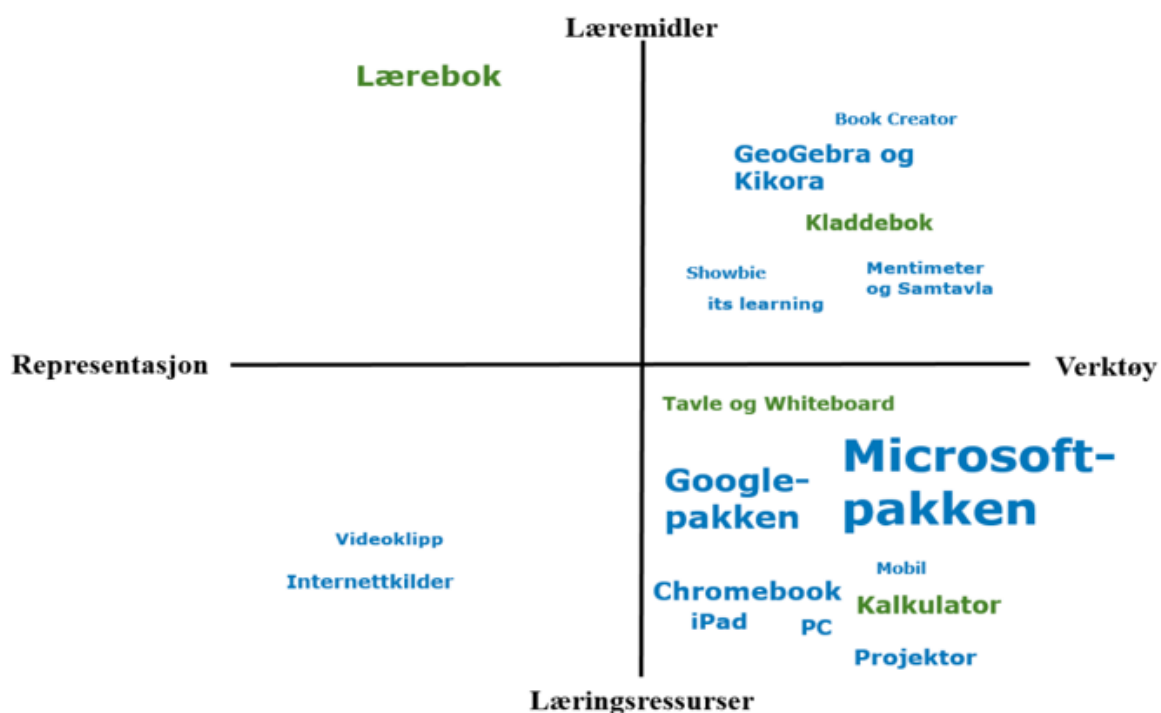 Læremidler
Lærebok
Book Creator
GeoGebra og
Kikora
Kladdebok
Showbie
Mentimeter
og Samtavla
its learning
Representasjon
Verktøy
Tavle og Whiteboard
Microsoft-
pakken
Google-
pakken
Videoklipp
Internettkilder
Mobil
Chromebook
Kalkulator
iPad
PC
Projektor
Læringsressurser